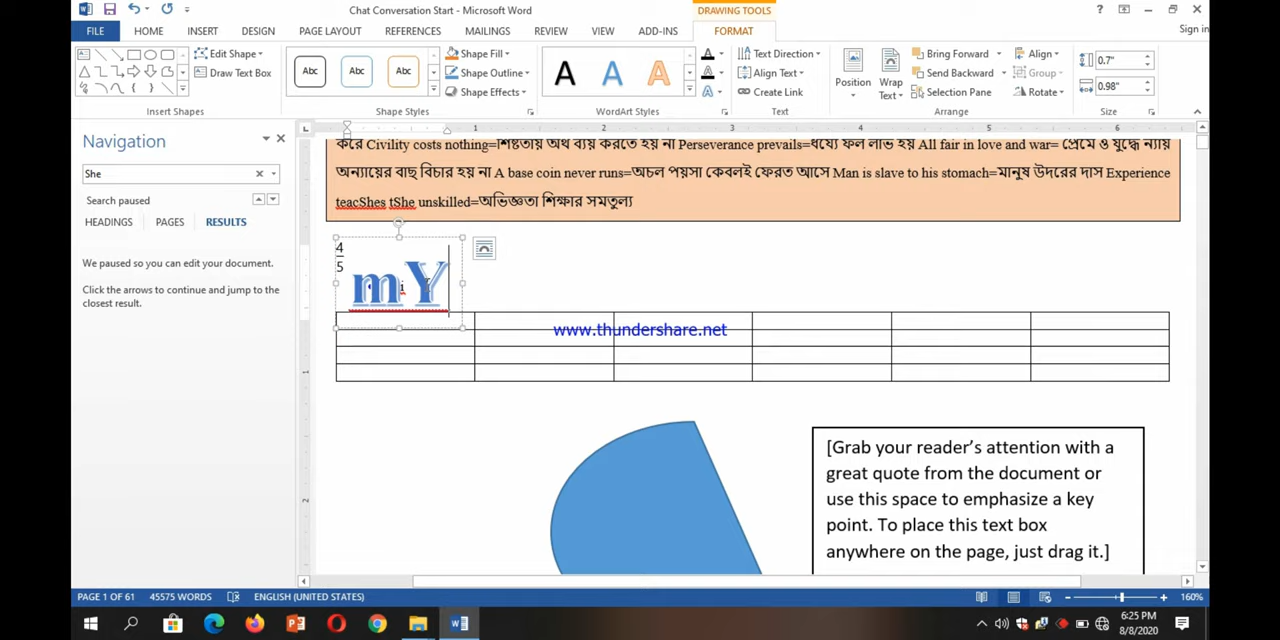 Chat Conversation Start - Microsoft Word
DRAWING TOOLS
Sign in
FILE HOME INSERT DESIGN PAGE LAYOUT REFERENCES MAILINGS REVIEW VIEW ADD-INS FORMAT
Edit Shape
Draw Text Box
Insert Shapes
Abc Abc Abc
Shape Fill
Shape Outline
Shape Effects
Shape Styles
A A A
WordArt Styles
Text Direction
Align Text
Create Link
Text
Position
Wrap Text
Bring Forward
Send Backward
Selection Pane
Align
Group
Rotate
Arrange
0.7"
0.98"
Size
Navigation
She
Search paused
HEADINGS PAGES RESULTS
We paused so you can edit your document.
Click the arrows to continue and jump to the
closest result.
1 2 3 4 5 6
করে Civility costs nothing=শিষ্টতায় অর্থ ব্যয় করতে হয় না Perseverance prevails=ধৈর্য্যে ফল লাভ হয় All fair in love and war= প্রেমে ও যুদ্ধে ন্যায়
অন্যায়ের বাছ বিচার হয় না A base coin never runs=অচল পয়সা কেবলই ফেরত আসে Man is slave to his stomach=মানুষ উদরের দাস Experience
teacShes tShe unskilled=অভিজ্ঞতা শিক্ষার সমতুল্য
4
5
m i Y
www.thundershare.net
1
2
[Grab your reader's attention with a
great quote from the document or
use this space to emphasize a key
point. To place this text box
anywhere on the page, just drag it.]
PAGE 1 OF 61 45575 WORDS ENGLISH (UNITED STATES) 160%
6:25 PM
8/8/2020